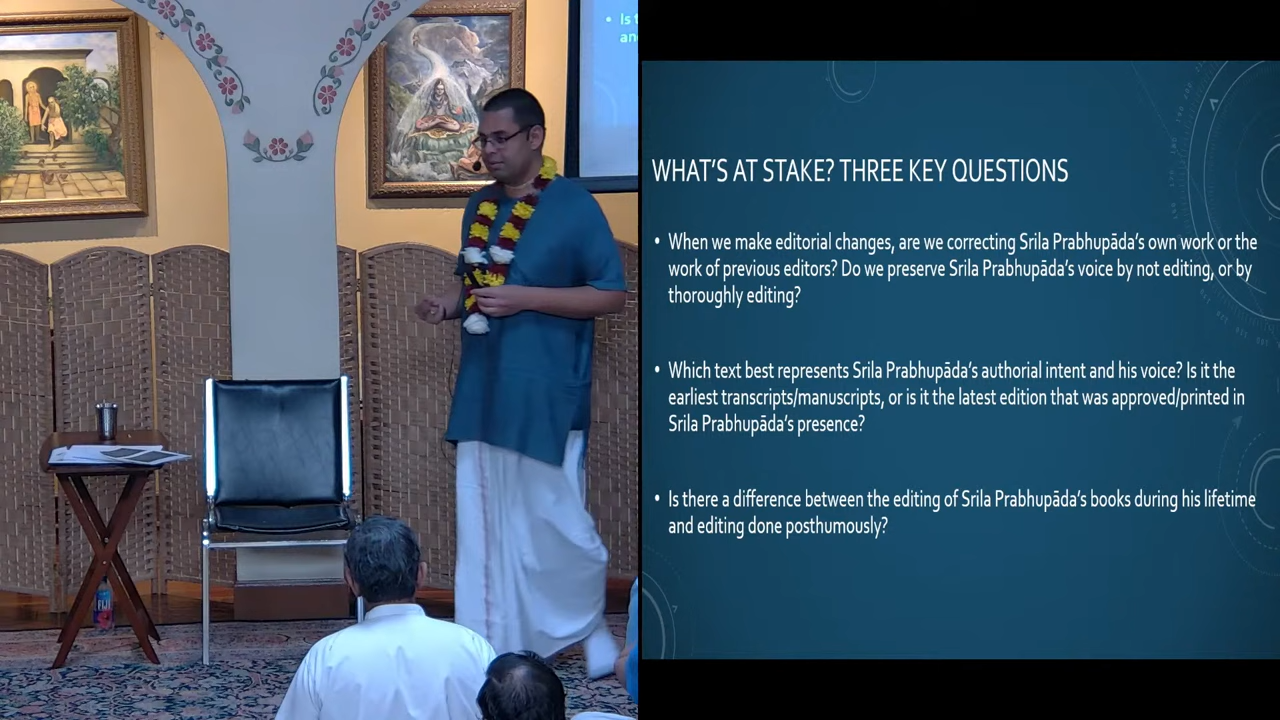 • Is t
an
WHAT'S AT STAKE? THREE KEY QUESTIONS
• When we make editorial changes, are we correcting Srila Prabhupāda's own work or the
work of previous editors? Do we preserve Srila Prabhupāda's voice by not editing, or by
thoroughly editing?
• Which text best represents Srila Prabhupāda's authorial intent and his voice? Is it the
earliest transcripts/manuscripts, or is it the latest edition that was approved/printed in
Srila Prabhupāda's presence?
• Is there a difference between the editing of Srila Prabhupāda's books during his lifetime
and editing done posthumously?
FIJI